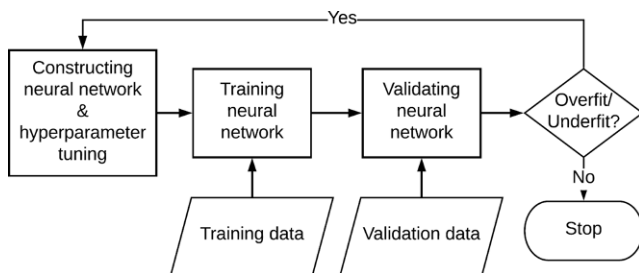 Yes
Constructing
neural network
&
hyperparameter
tuning
Training
neural
network
Validating
neural
network
Overfit/
Underfit?
No
Training data
Validation data
Stop